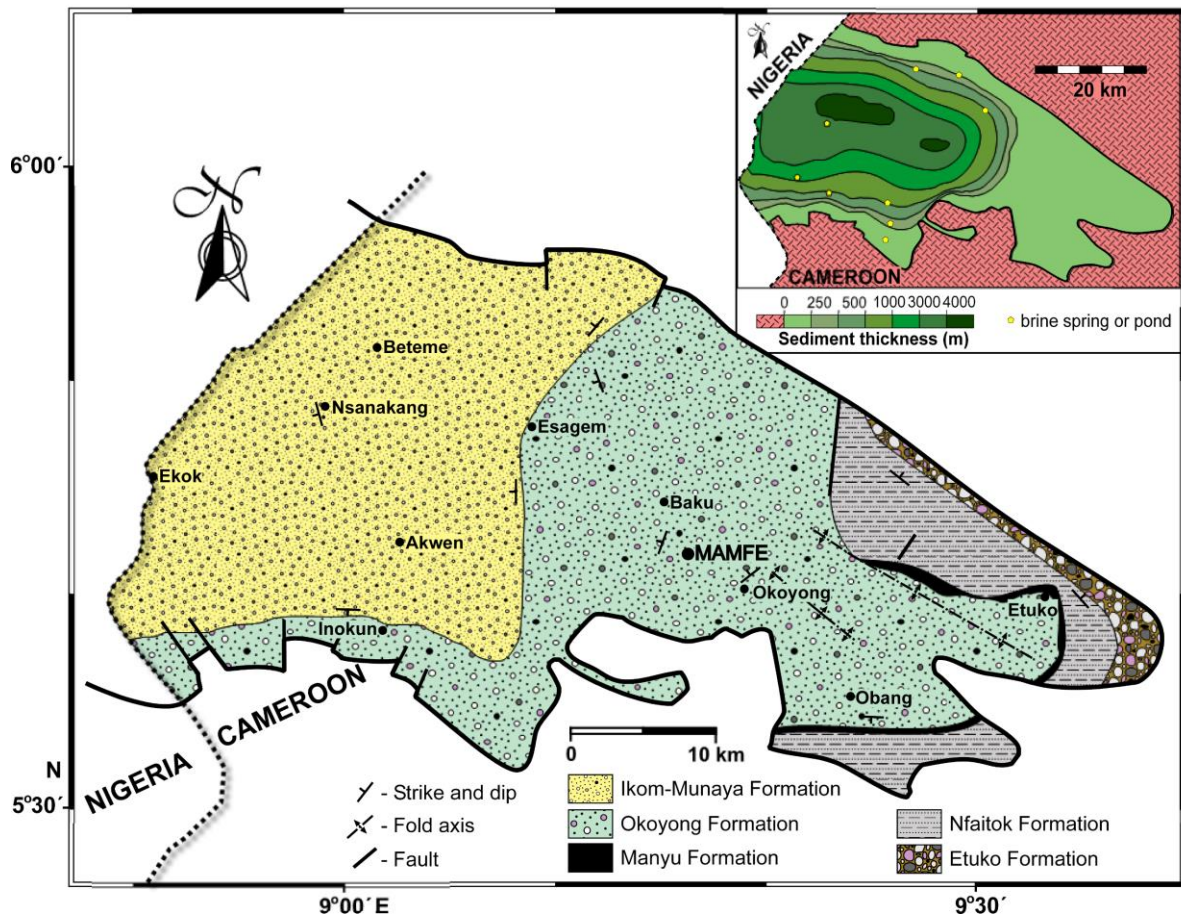 NIGERIA
20 km
CAMEROON
0 250 500 1000 3000 4000
Sediment thickness (m)
brine spring or pond
6°00´
N
Beteme
Nsanakang
Esagem
Ekok
Baku
Akwen
MAMFE
Okoyong
Etuko
Inokun
Obang
CAMEROON
NIGERIA
0 10 km
N
5°30´
- Strike and dip
- Fold axis
- Fault
Ikom-Munaya Formation
Okoyong Formation
Manyu Formation
Nfaitok Formation
Etuko Formation
9°00´E
9°30´